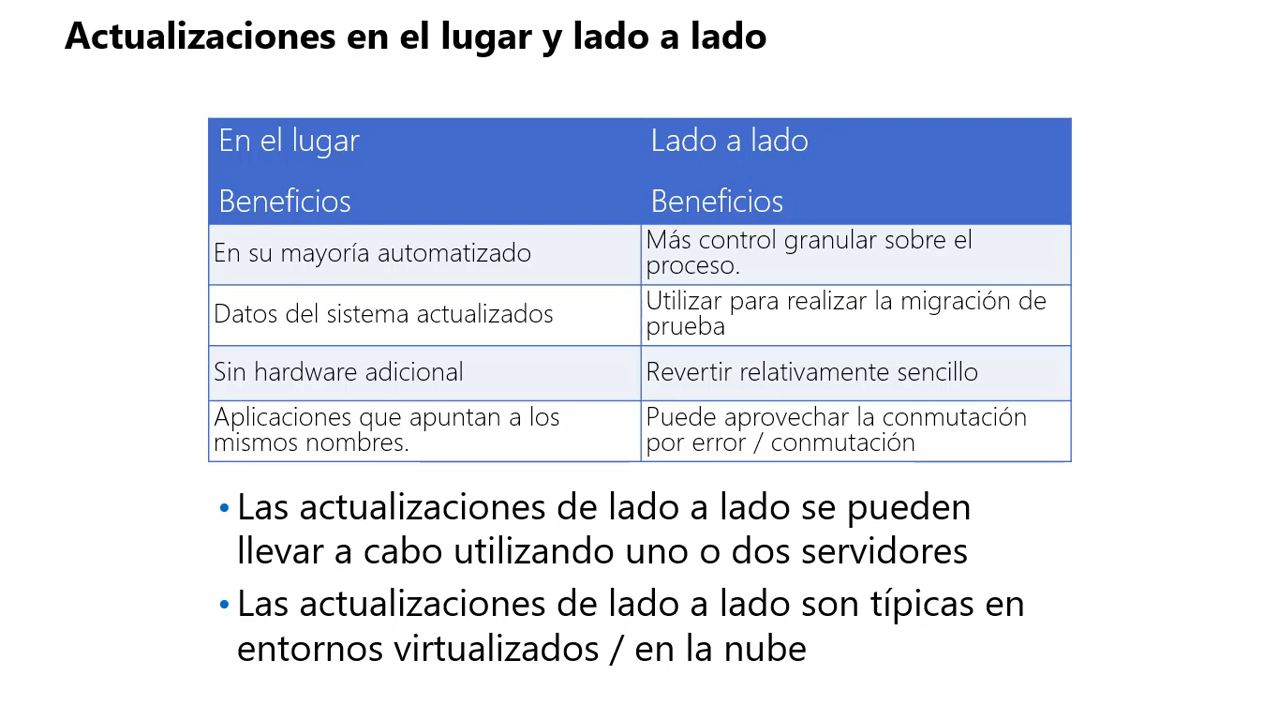 Actualizaciones en el lugar y lado a lado
En el lugar
Lado a lado
Beneficios
Beneficios
En su mayoría automatizado
Más control granular sobre el
proceso.
Datos del sistema actualizados
Utilizar para realizar la migración de
prueba
Sin hardware adicional
Revertir relativamente sencillo
Aplicaciones que apuntan a los
mismos nombres.
Puede aprovechar la conmutación
por error / conmutación
• Las actualizaciones de lado a lado se pueden
llevar a cabo utilizando uno o dos servidores
• Las actualizaciones de lado a lado son típicas en
entornos virtualizados / en la nube